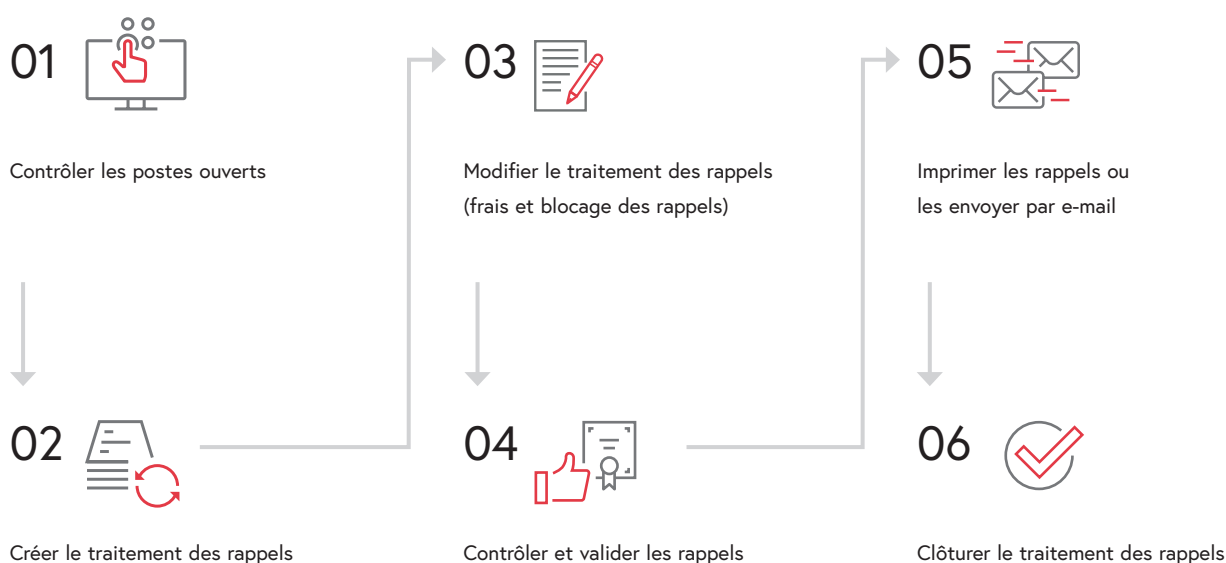 01
Contrôler les postes ouverts
02
Créer le traitement des rappels
03
Modifier le traitement des rappels
(frais et blocage des rappels)
04
Contrôler et valider les rappels
05
Imprimer les rappels ou
les envoyer par e-mail
06
Clôturer le traitement des rappels